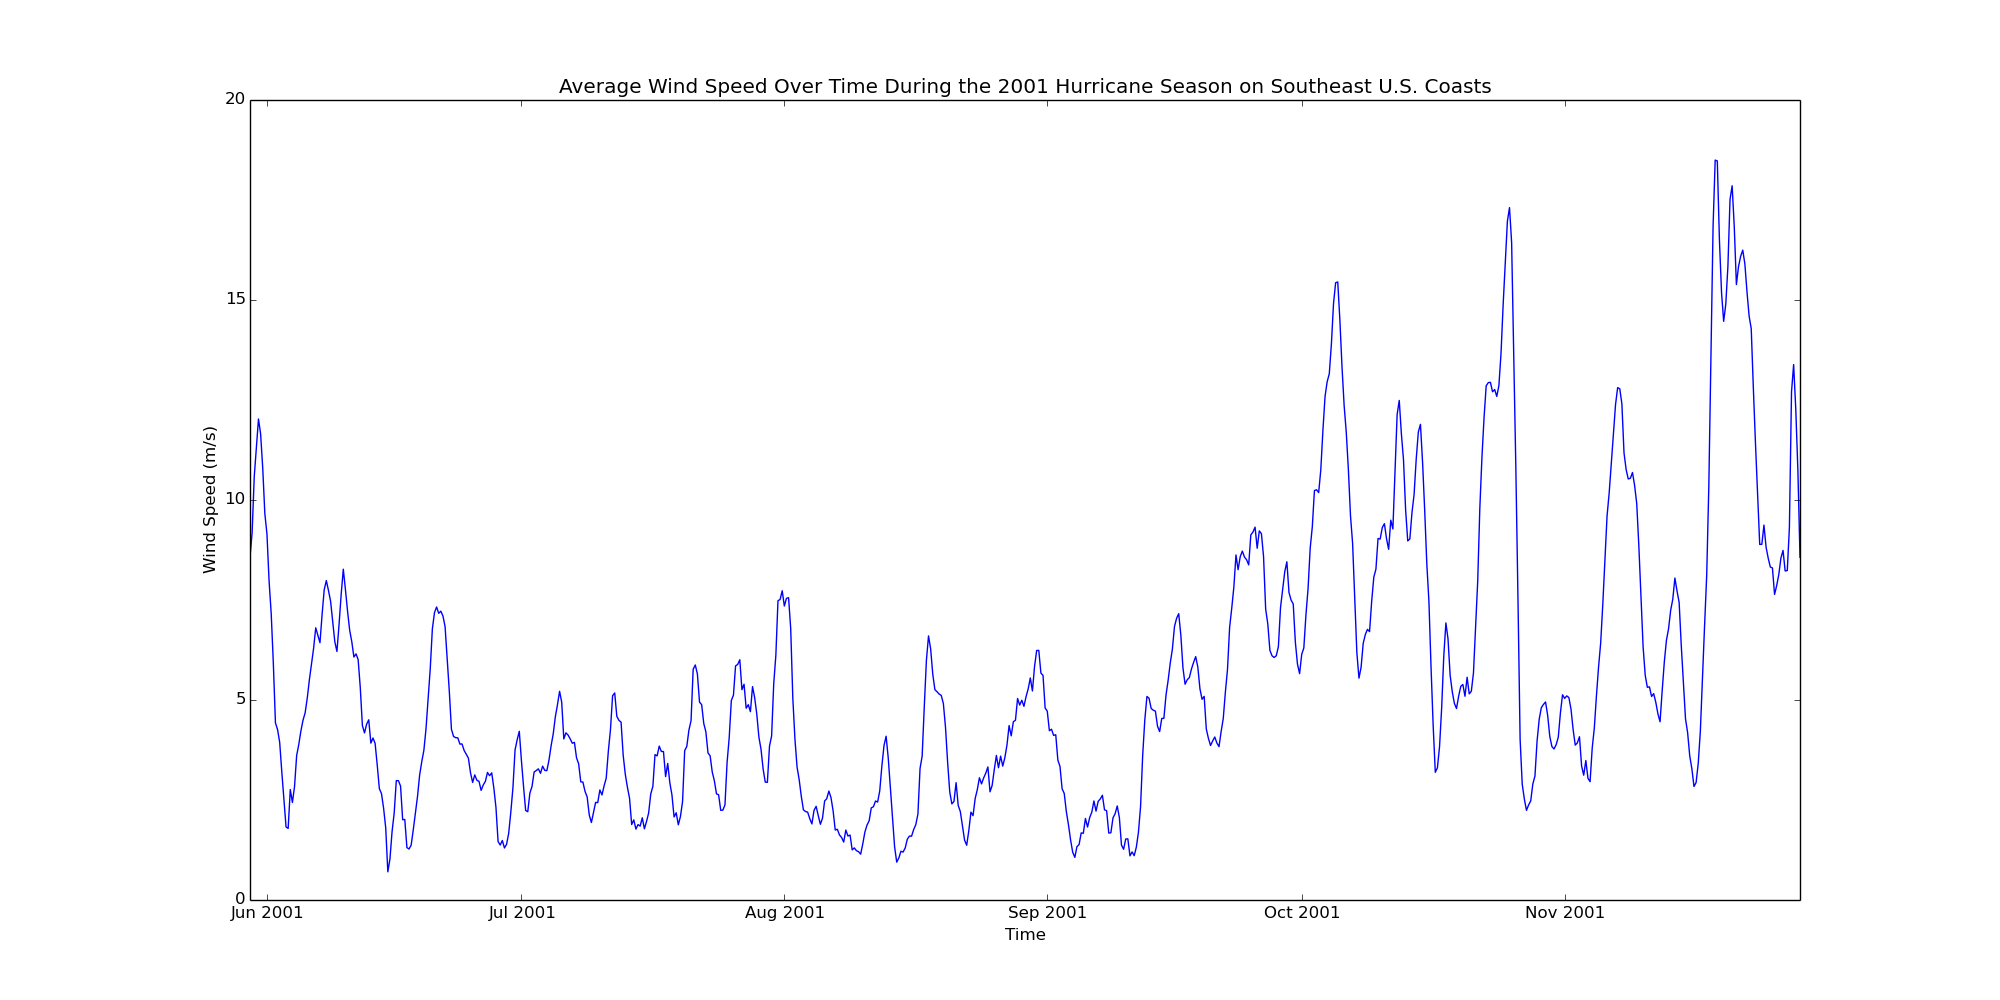 Average Wind Speed Over Time During the 2001 Hurricane Season on Southeast U.S. Coasts
20
15
10
5
0
Wind Speed (m/s)
Jun 2001 Jul 2001 Aug 2001 Sep 2001 Oct 2001 Nov 2001
Time